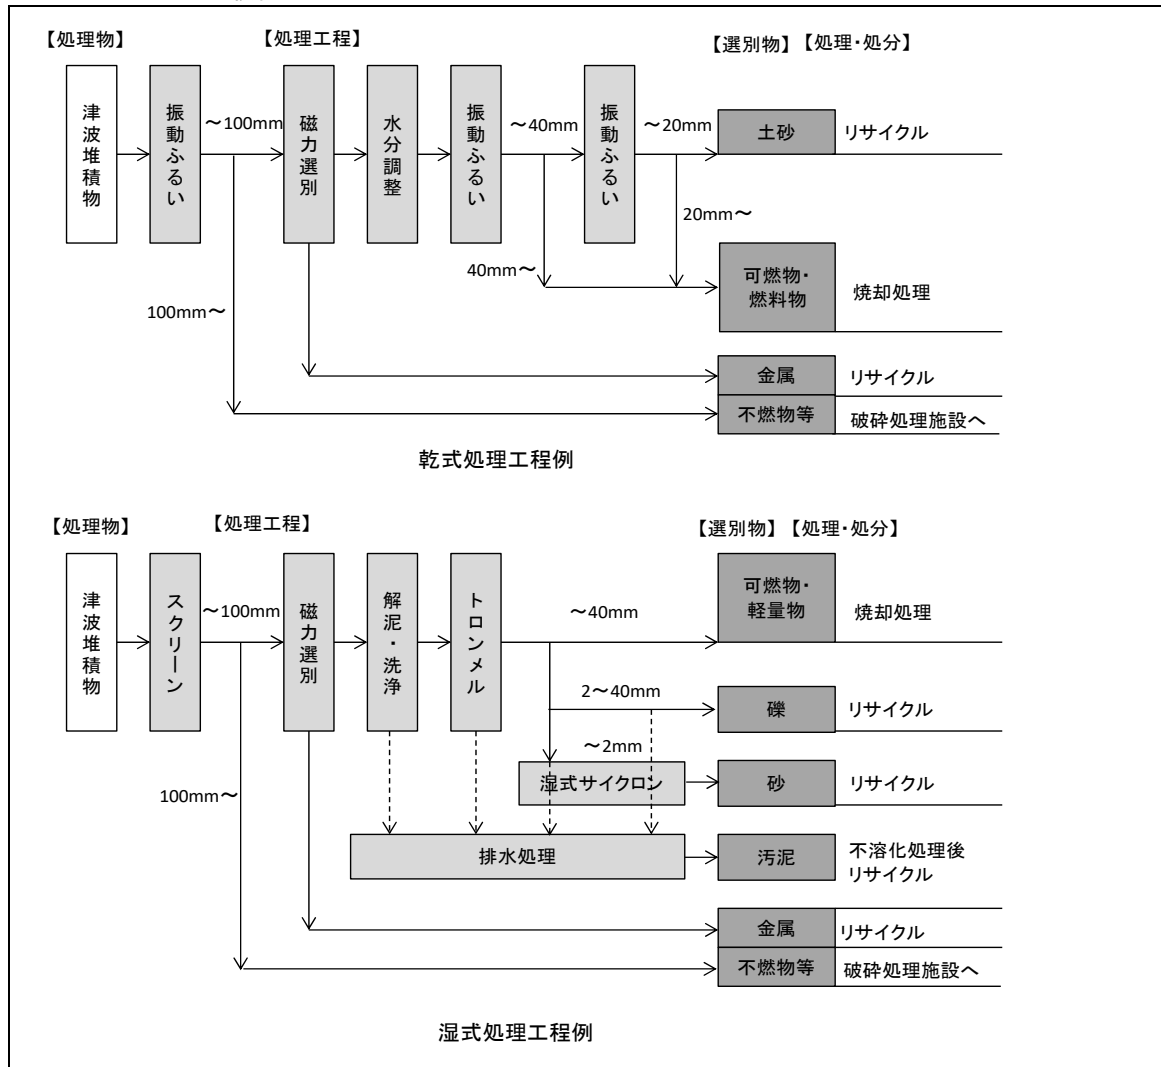 【処理物】
【処理工程】
【選別物】【処理・処分】
津波堆積物
振動ふるい
～100mm
磁力選別
水分調整
振動ふるい
～40mm
振動ふるい
～20mm
土砂
リサイクル
20mm～
40mm～
可燃物・
燃料物
焼却処理
100mm～
金属
リサイクル
不燃物等
破砕処理施設へ
乾式処理工程例
【処理物】
【処理工程】
【選別物】【処理・処分】
津波堆積物
スクリーン
～100mm
磁力選別
解泥・洗浄
トロンメル
～40mm
可燃物・
軽量物
焼却処理
2～40mm
礫
リサイクル
～2mm
湿式サイクロン
砂
リサイクル
100mm～
排水処理
汚泥
不溶化処理後
リサイクル
金属
リサイクル
不燃物等
破砕処理施設へ
湿式処理工程例